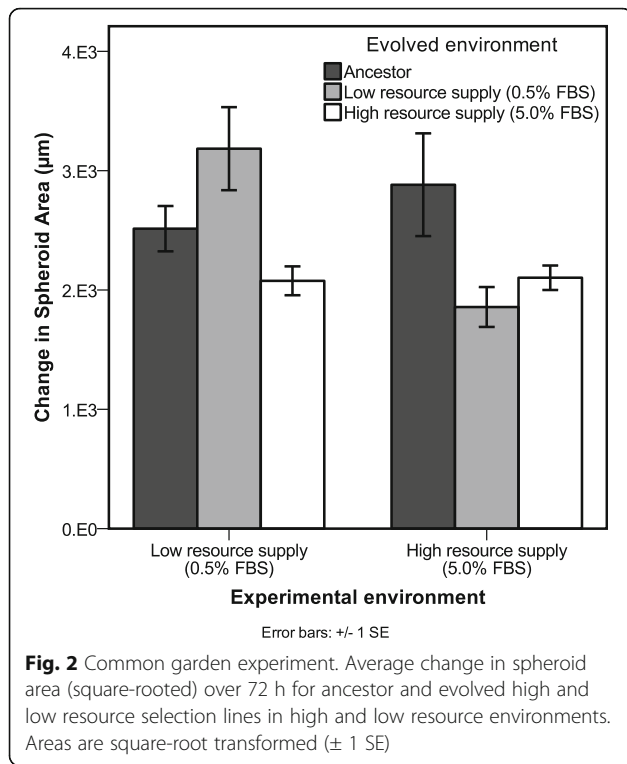 Evolved environment
Ancestor
Low resource supply (0.5% FBS)
High resource supply (5.0% FBS)
Change in Spheroid Area (µm)
4.E3
3.E3
2.E3
1.E3
0.E0
Low resource supply
(0.5% FBS)
High resource supply
(5.0% FBS)
Experimental environment
Error bars: +/- 1 SE
Fig. 2 Common garden experiment. Average change in spheroid
area (square-rooted) over 72 h for ancestor and evolved high and
low resource selection lines in high and low resource environments.
Areas are square-root transformed (± 1 SE)